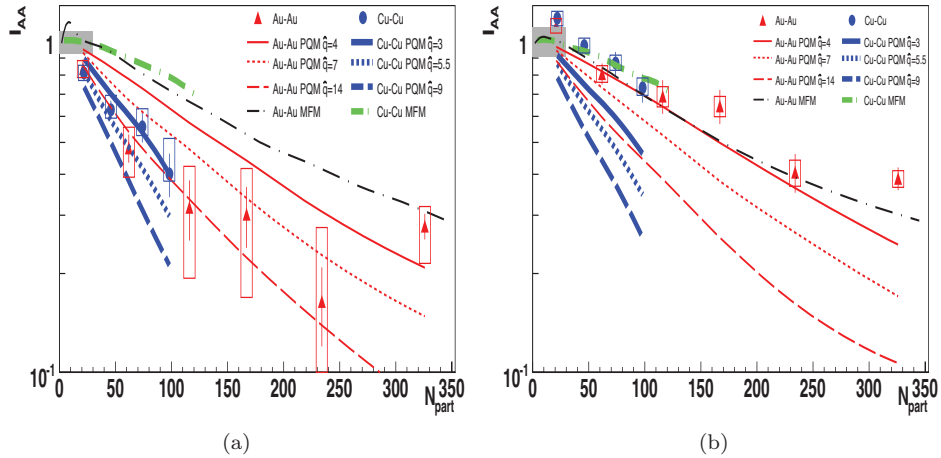 I_AA
1
10⁻¹
0 50 100 150 200 250 300 350
N_part
Au-Au
Au-Au PQM q̂=4
Au-Au PQM q̂=7
Au-Au PQM q̂=14
Au-Au MFM
Cu-Cu
Cu-Cu PQM q̂=3
Cu-Cu PQM q̂=5.5
Cu-Cu PQM q̂=9
Cu-Cu MFM
(a)
I_AA
1
10⁻¹
0 50 100 150 200 250 300 350
N_part
Au-Au
Au-Au PQM q̂=4
Au-Au PQM q̂=7
Au-Au PQM q̂=14
Au-Au MFM
Cu-Cu
Cu-Cu PQM q̂=3
Cu-Cu PQM q̂=5.5
Cu-Cu PQM q̂=9
Cu-Cu MFM
(b)